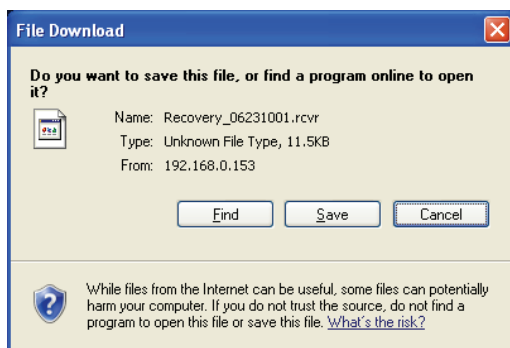 File Download
Do you want to save this file, or find a program online to open
it?
Name: Recovery_06231001.rcvr
Type: Unknown File Type, 11.5KB
From: 192.168.0.153
Find Save Cancel
While files from the Internet can be useful, some files can potentially
harm your computer. If you do not trust the source, do not find a
program to open this file or save this file. What's the risk?